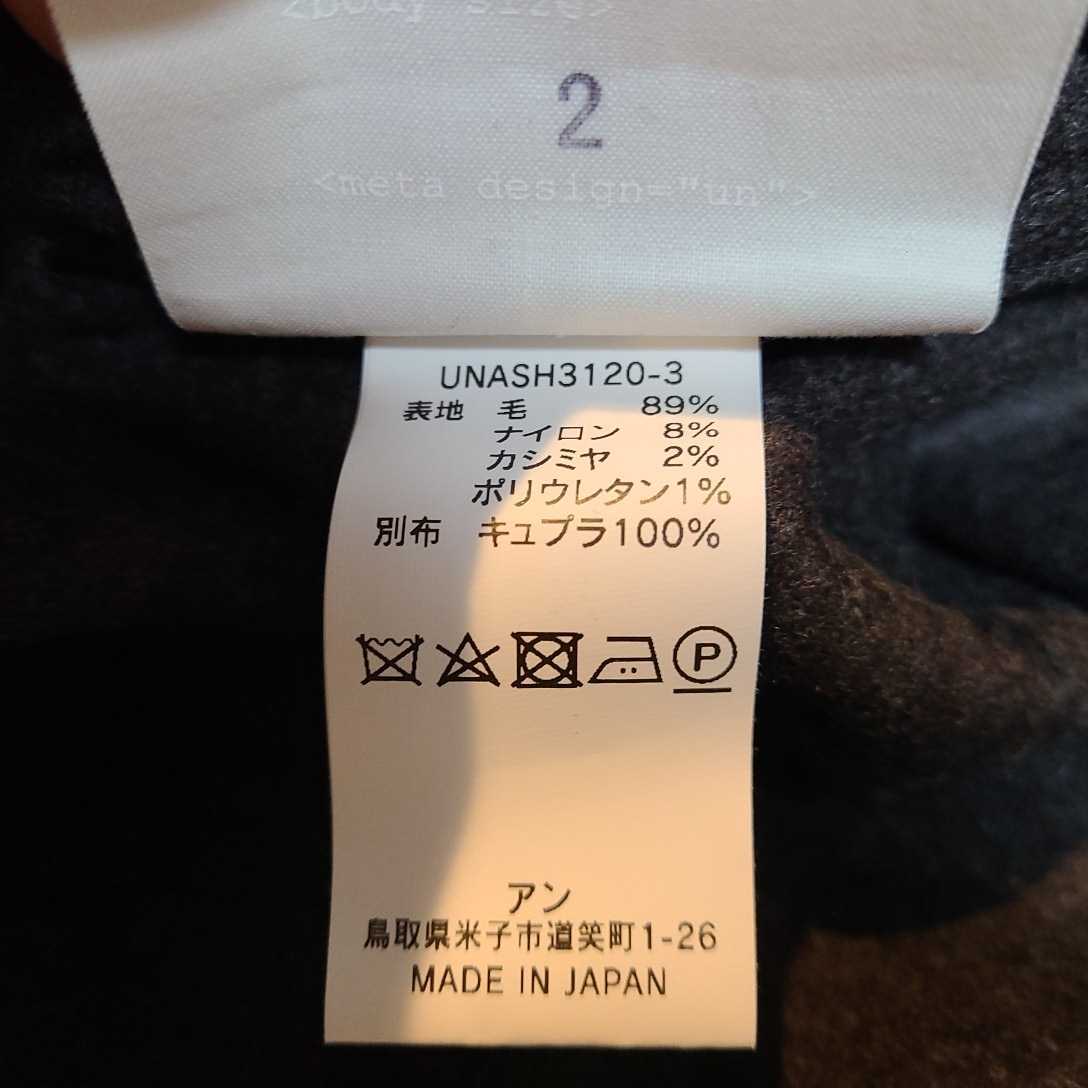 <body size>
2
<meta design="un">
UNASH3120-3
表地 毛 89%
ナイロン 8%
カシミヤ 2%
ポリウレタン1%
別布 キュプラ100%
P
アン
鳥取県米子市道笑町1-26
MADE IN JAPAN